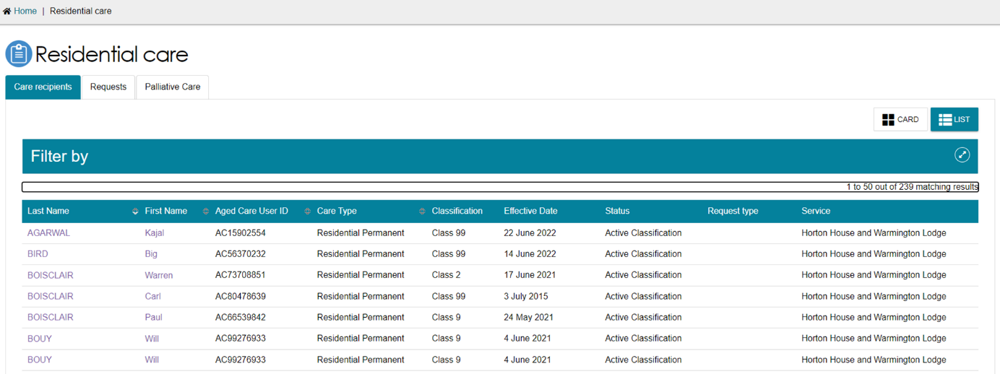 Home | Residential care
Residential care
Care recipients Requests Palliative Care
CARD LIST
Filter by
1 to 50 out of 239 matching results
Last Name First Name Aged Care User ID Care Type Classification Effective Date Status Request type Service
AGARWAL Kajal AC15902554 Residential Permanent Class 99 22 June 2022 Active Classification Horton House and Warmington Lodge
BIRD Big AC56370232 Residential Permanent Class 99 14 June 2022 Active Classification Horton House and Warmington Lodge
BOISCLAIR Warren AC73708851 Residential Permanent Class 2 17 June 2021 Active Classification Horton House and Warmington Lodge
BOISCLAIR Carl AC80478639 Residential Permanent Class 99 3 July 2015 Active Classification Horton House and Warmington Lodge
BOISCLAIR Paul AC66539842 Residential Permanent Class 9 24 May 2021 Active Classification Horton House and Warmington Lodge
BOUY Will AC99276933 Residential Permanent Class 9 4 June 2021 Active Classification Horton House and Warmington Lodge
BOUY Will AC99276933 Residential Permanent Class 9 4 June 2021 Active Classification Horton House and Warmington Lodge